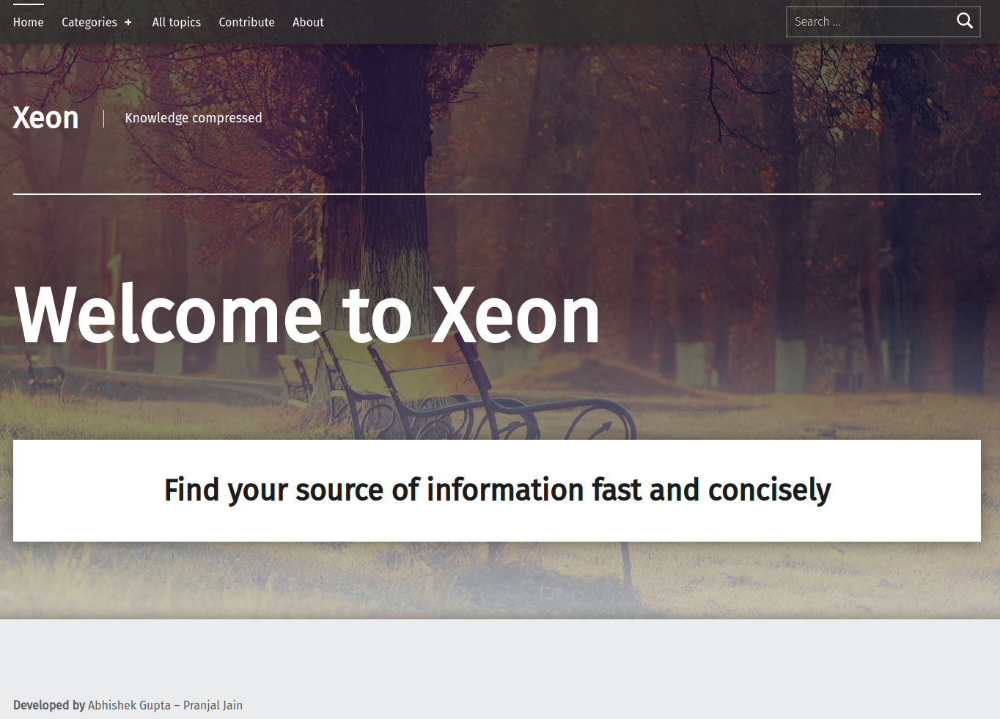 Home Categories + All topics Contribute About Search ...
Xeon Knowledge compressed
Welcome to Xeon
Find your source of information fast and concisely
Developed by Abhishek Gupta – Pranjal Jain